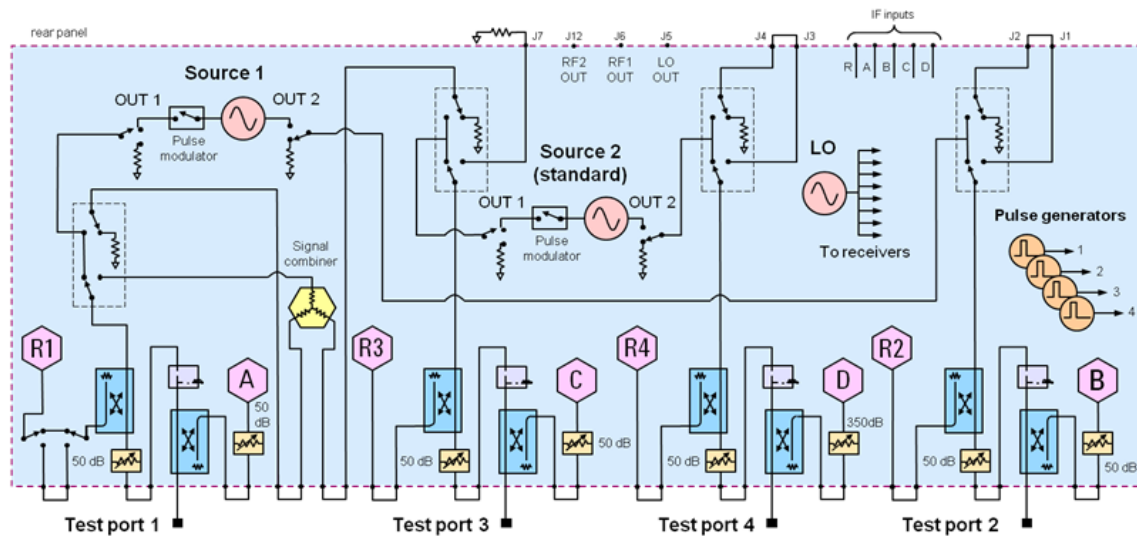 rear panel
J7
J12
J6
J5
J4
J3
IF inputs
J2
J1
RF2
OUT
RF1
OUT
LO
OUT
R
A
B
C
D
Source 1
OUT 1
OUT 2
Pulse
modulator
Source 2
(standard)
OUT 1
OUT 2
Pulse
modulator
LO
To receivers
Pulse generators
1
2
3
4
Signal
combiner
R1
A
R3
C
R4
D
R2
B
50
dB
50 dB
50 dB
50 dB
50 dB
350dB
50 dB
50 dB
Test port 1
Test port 3
Test port 4
Test port 2